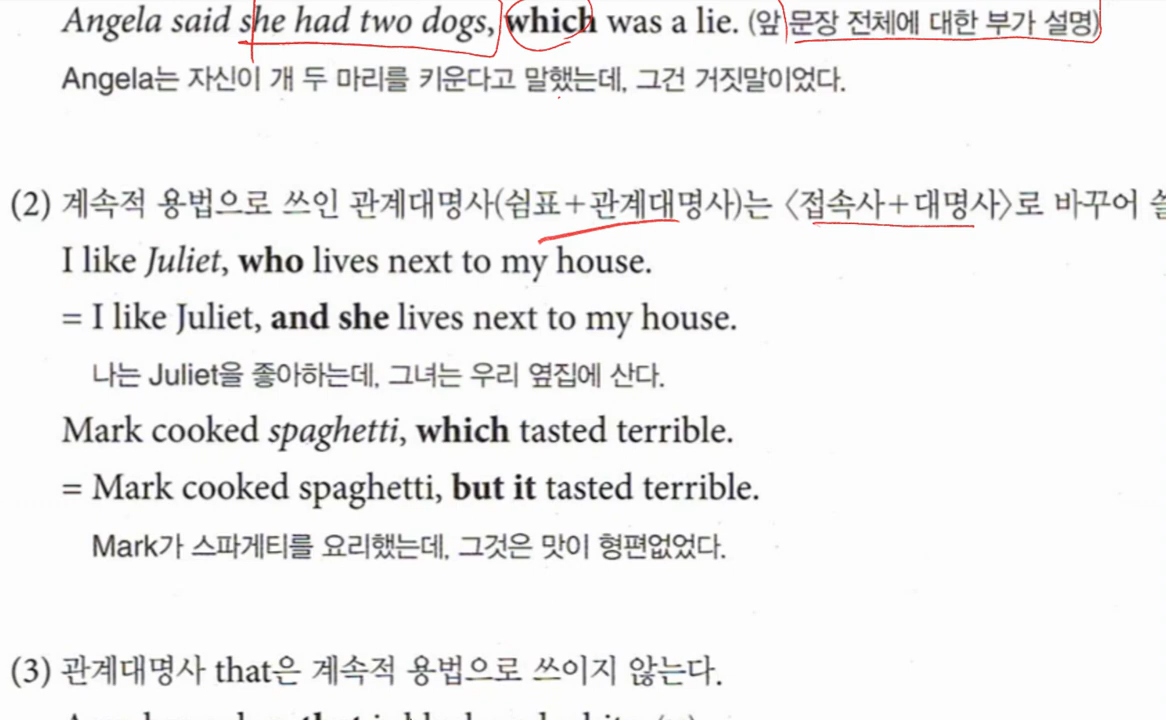 Angela said she had two dogs, which was a lie. (앞 문장 전체에 대한 부가 설명)
Angela는 자신이 개 두 마리를 키운다고 말했는데, 그건 거짓말이었다.
(2) 계속적 용법으로 쓰인 관계대명사(쉼표+관계대명사)는 〈접속사+대명사〉로 바꾸어
I like Juliet, who lives next to my house.
= I like Juliet, and she lives next to my house.
나는 Juliet을 좋아하는데, 그녀는 우리 옆집에 산다.
Mark cooked spaghetti, which tasted terrible.
= Mark cooked spaghetti, but it tasted terrible.
Mark가 스파게티를 요리했는데, 그것은 맛이 형편없었다.
(3) 관계대명사 that은 계속적 용법으로 쓰이지 않는다.